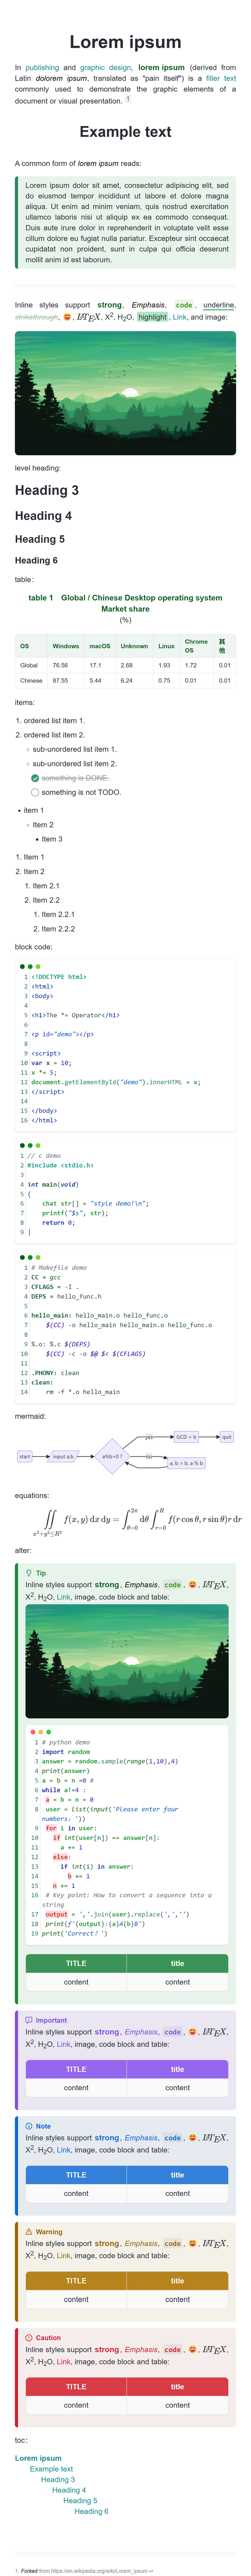 Lorem ipsum
In publishing and graphic design, lorem ipsum (derived from
Latin dolorem ipsum, translated as "pain itself") is a filler text
commonly used to demonstrate the graphic elements of a
document or visual presentation. 1
Example text
A common form of lorem ipsum reads:
Lorem ipsum dolor sit amet, consectetur adipiscing elit, sed
do eiusmod tempor incididunt ut labore et dolore magna
aliqua. Ut enim ad minim veniam, quis nostrud exercitation
ullamco laboris nisi ut aliquip ex ea commodo consequat.
Duis aute irure dolor in reprehenderit in voluptate velit esse
cillum dolore eu fugiat nulla pariatur. Excepteur sint occaecat
cupidatat non proident, sunt in culpa qui officia deserunt
mollit anim id est laborum.
Inline styles support strong, Emphasis, code, underline,
strikethrough, 😍, LATEX, X², H₂O, highlight, Link, and image:
level heading:
Heading 3
Heading 4
Heading 5
Heading 6
table:
table 1 Global / Chinese Desktop operating system
Market share
(%)
OS Windows macOS Unknown Linux Chrome OS 其他
Global 76.56 17.1 2.68 1.93 1.72 0.01
Chinese 87.55 5.44 6.24 0.75 0.01 0.01
items:
1. ordered list item 1.
2. ordered list item 2.
sub-unordered list item 1.
sub-unordered list item 2.
something is DONE.
something is not TODO.
item 1
Item 2
Item 3
1. Item 1
2. Item 2
1. Item 2.1
2. Item 2.2
1. Item 2.2.1
2. Item 2.2.2
block code:
1 <!DOCTYPE html>
2 <html>
3 <body>
4
5 <h1>The *= Operator</h1>
6
7 <p id="demo"></p>
8
9 <script>
10 var x = 10;
11 x *= 5;
12 document.getElementById("demo").innerHTML = x;
13 </script>
14
15 </body>
16 </html>
1 // c demo
2 #include <stdio.h>
3
4 int main(void)
5 {
6 char str[] = "style demo!\n";
7 printf("$s", str);
8 return 0;
9 }
1 # Makefile demo
2 CC = gcc
3 CFLAGS = -I .
4 DEPS = hello_func.h
5
6 hello_main: hello_main.o hello_func.o
7 $(CC) -o hello_main hello_main.o hello_func.o
8
9 %.o: %.c $(DEPS)
10 $(CC) -c -o $@ $< $(CFLAGS)
11
12 .PHONY: clean
13 clean:
14 rm -f *.o hello_main
mermaid:
start input a,b a%b=0 ? yes GCD = b quit
no a, b = b, a % b
equations:
∬ x²+y²≤R² f(x, y) dx dy = ∫ θ=0 2π dθ ∫ r=0 R f(r cos θ, r sin θ)r dr
alter:
Tip
Inline styles support strong, Emphasis, code, 😍, LATEX,
X², H₂O, Link, image, code block and table:
1 # python demo
2 import random
3 answer = random.sample(range(1,10),4)
4 print(answer)
5 a = b = n =0 #
6 while a!=4 :
7 a = b = n = 0
8 user = list(input('Please enter four
numbers: '))
9 for i in user:
10 if int(user[n]) == answer[n]:
11 a += 1
12 else:
13 if int(i) in answer:
14 b += 1
15 n += 1
16 # Key point: How to convert a sequence into a
string
17 output = ','.join(user).replace(',','')
18 print(f'{output}:{a}A{b}B')
19 print('Correct! ')
TITLE title
content content
Important
Inline styles support strong, Emphasis, code, 😍, LATEX,
X², H₂O, Link, image, code block and table:
TITLE title
content content
Note
Inline styles support strong, Emphasis, code, 😍, LATEX,
X², H₂O, Link, image, code block and table:
TITLE title
content content
Warning
Inline styles support strong, Emphasis, code, 😍, LATEX,
X², H₂O, Link, image, code block and table:
TITLE title
content content
Caution
Inline styles support strong, Emphasis, code, 😍, LATEX,
X², H₂O, Link, image, code block and table:
TITLE title
content content
toc:
Lorem ipsum
Example text
Heading 3
Heading 4
Heading 5
Heading 6
1. Forked from https://en.wikipedia.org/wiki/Lorem_ipsum ↩